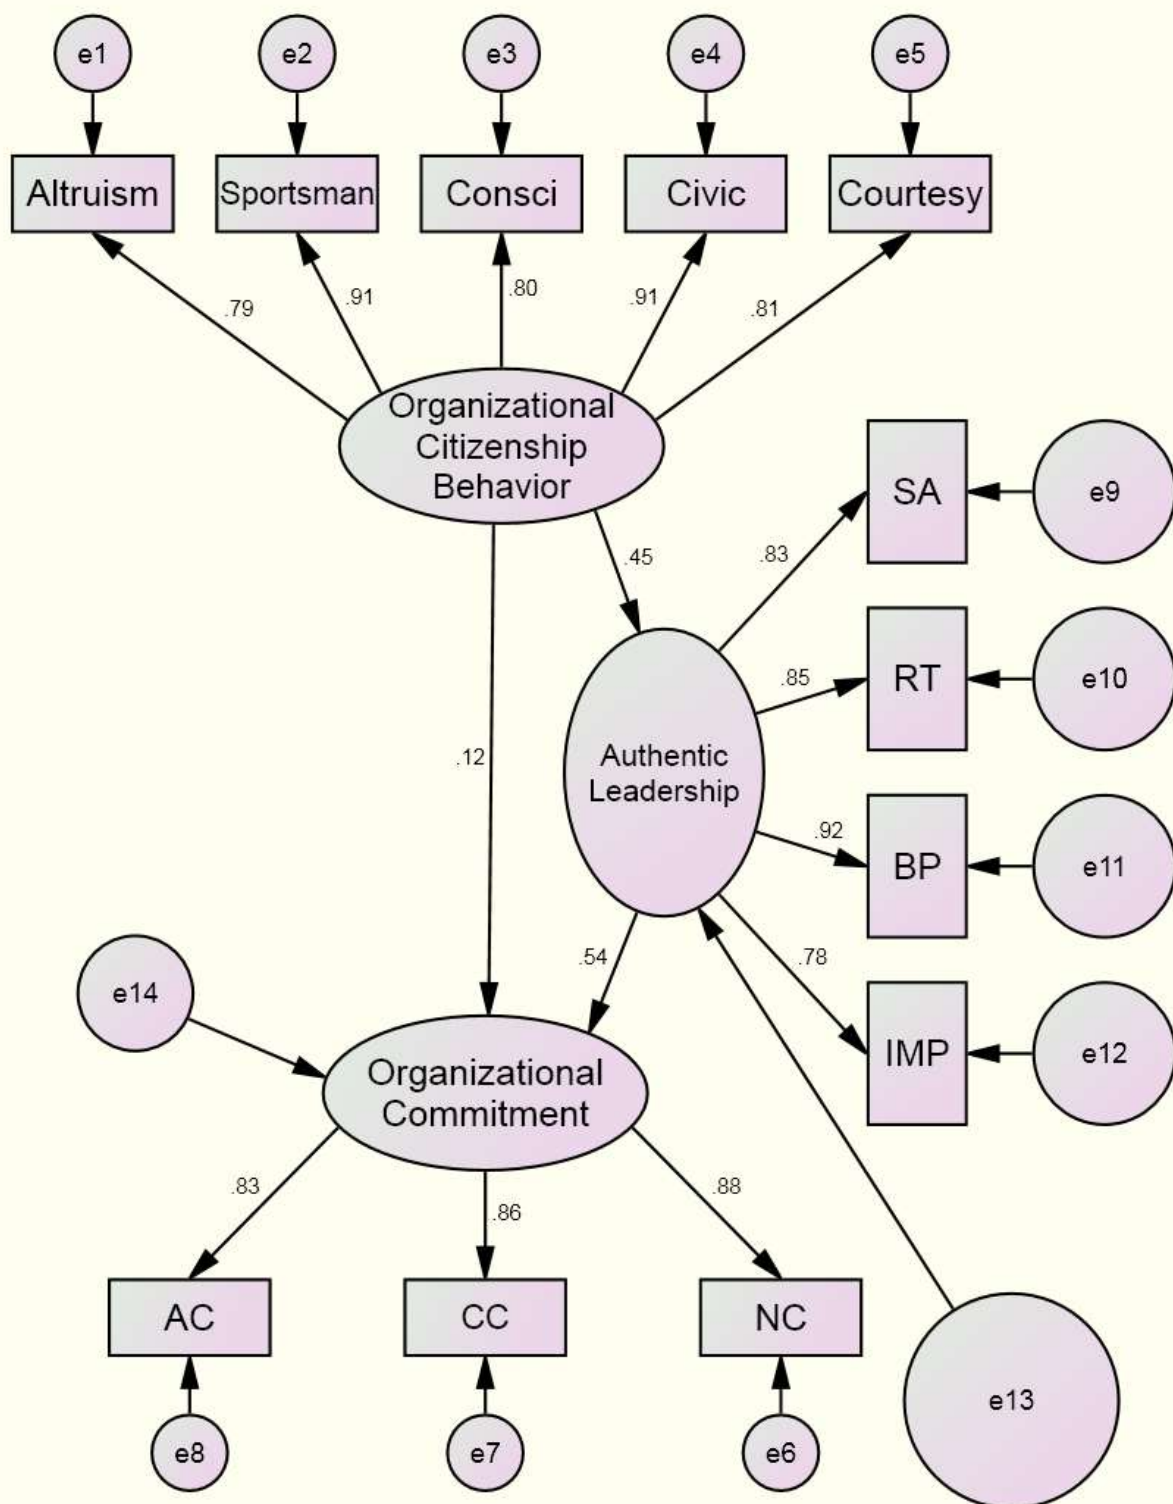 e1
e2
e3
e4
e5
Altruism
Sportsman
Consci
Civic
Courtesy
.79
.91
.80
.91
.81
Organizational
Citizenship
Behavior
SA
e9
.45
.83
RT
e10
.85
.12
Authentic
Leadership
.92
BP
e11
.54
.78
e14
IMP
e12
Organizational
Commitment
.83
.86
.88
AC
CC
NC
e13
e8
e7
e6